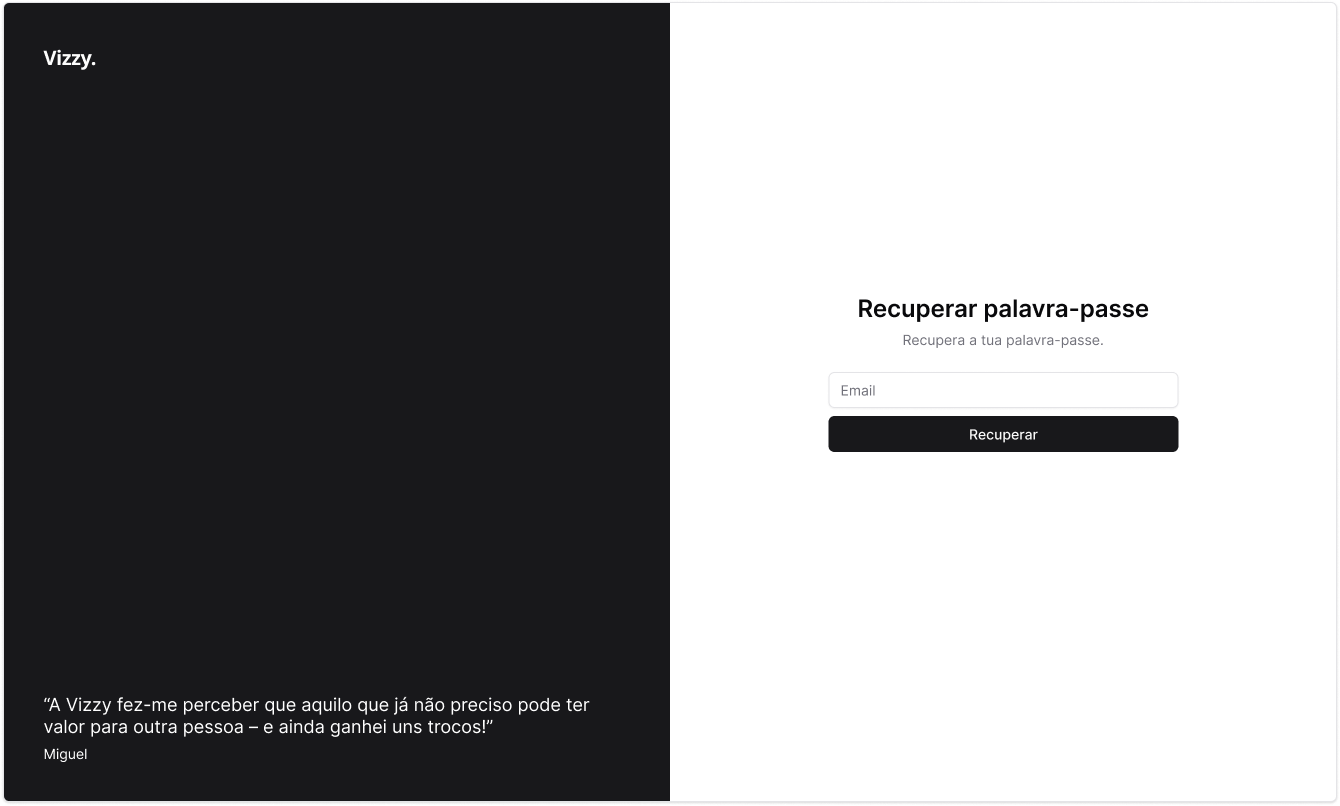 Vizzy.
“A Vizzy fez-me perceber que aquilo que já não preciso pode ter
valor para outra pessoa – e ainda ganhei uns trocos!”
Miguel
Recuperar palavra-passe
Recupera a tua palavra-passe.
Email
Recuperar